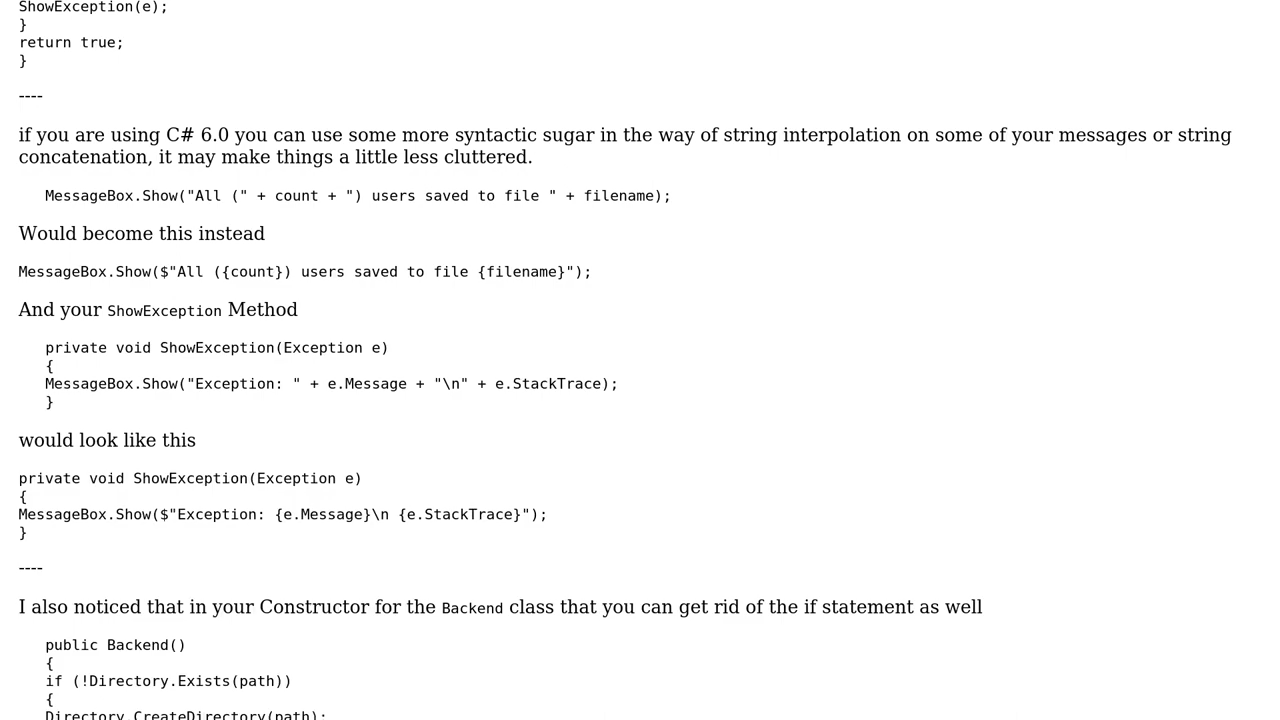 ShowException(e);
}
return true;
}
----
if you are using C# 6.0 you can use some more syntactic sugar in the way of string interpolation on some of your messages or string
concatenation, it may make things a little less cluttered.
MessageBox.Show("All (" + count + ") users saved to file " + filename);
Would become this instead
MessageBox.Show($"All ({count}) users saved to file {filename}");
And your ShowException Method
private void ShowException(Exception e)
{
MessageBox.Show("Exception: " + e.Message + "\n" + e.StackTrace);
}
would look like this
private void ShowException(Exception e)
{
MessageBox.Show($"Exception: {e.Message}\n {e.StackTrace}");
}
----
I also noticed that in your Constructor for the Backend class that you can get rid of the if statement as well
public Backend()
{
if (!Directory.Exists(path))
{
Directory.CreateDirectory(path);